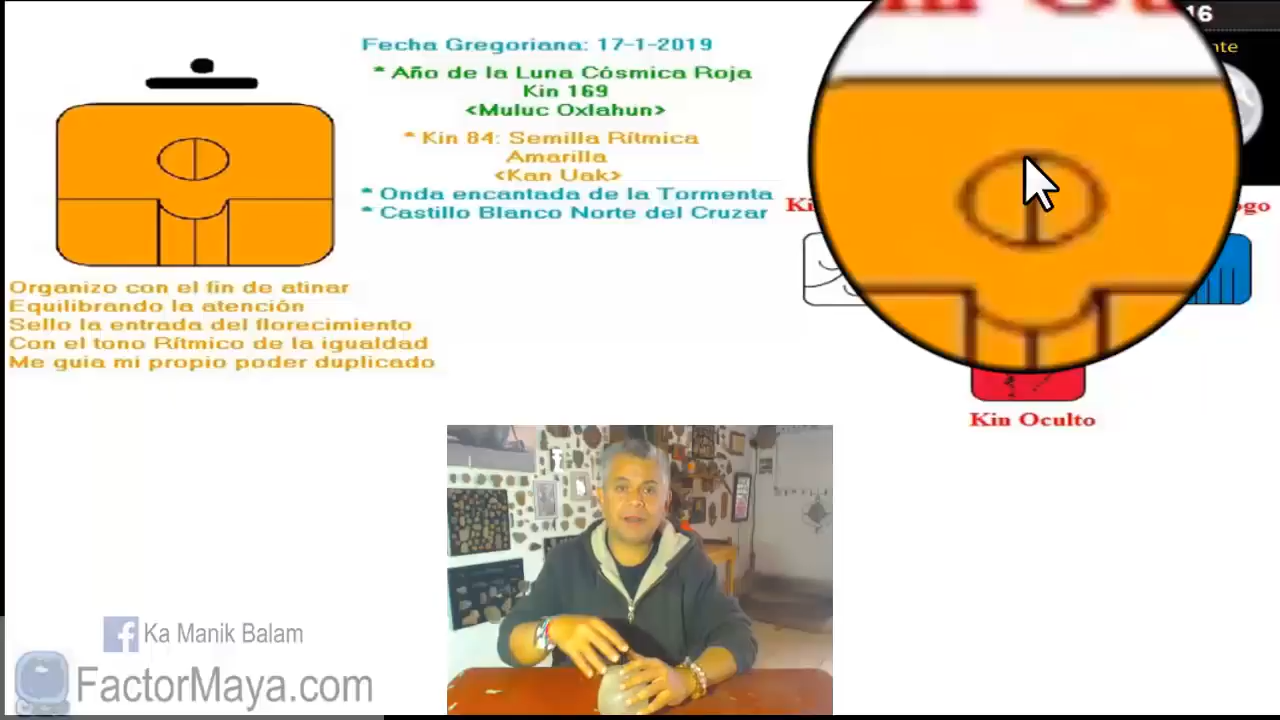 Fecha Gregoriana: 17-1-2019
* Año de la Luna Cósmica Roja
Kin 169
<Muluc Oxlahun>
* Kin 84: Semilla Rítmica
Amarilla
<Kan Uak>
* Onda encantada de la Tormenta
* Castillo Blanco Norte del Cruzar
Organizo con el fin de atinar
Equilibrando la atención
Sello la entrada del florecimiento
Con el tono Rítmico de la igualdad
Me guia mi propio poder duplicado
16
Kin Oculto
Ka Manik Balam
FactorMaya.com